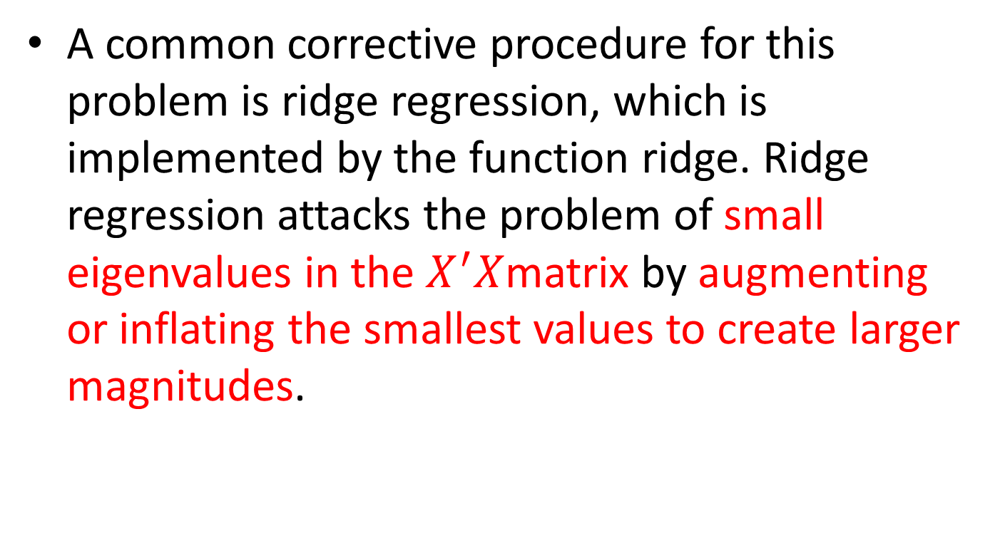 • A common corrective procedure for this
problem is ridge regression, which is
implemented by the function ridge. Ridge
regression attacks the problem of small
eigenvalues in the X′Xmatrix by augmenting
or inflating the smallest values to create larger
magnitudes.